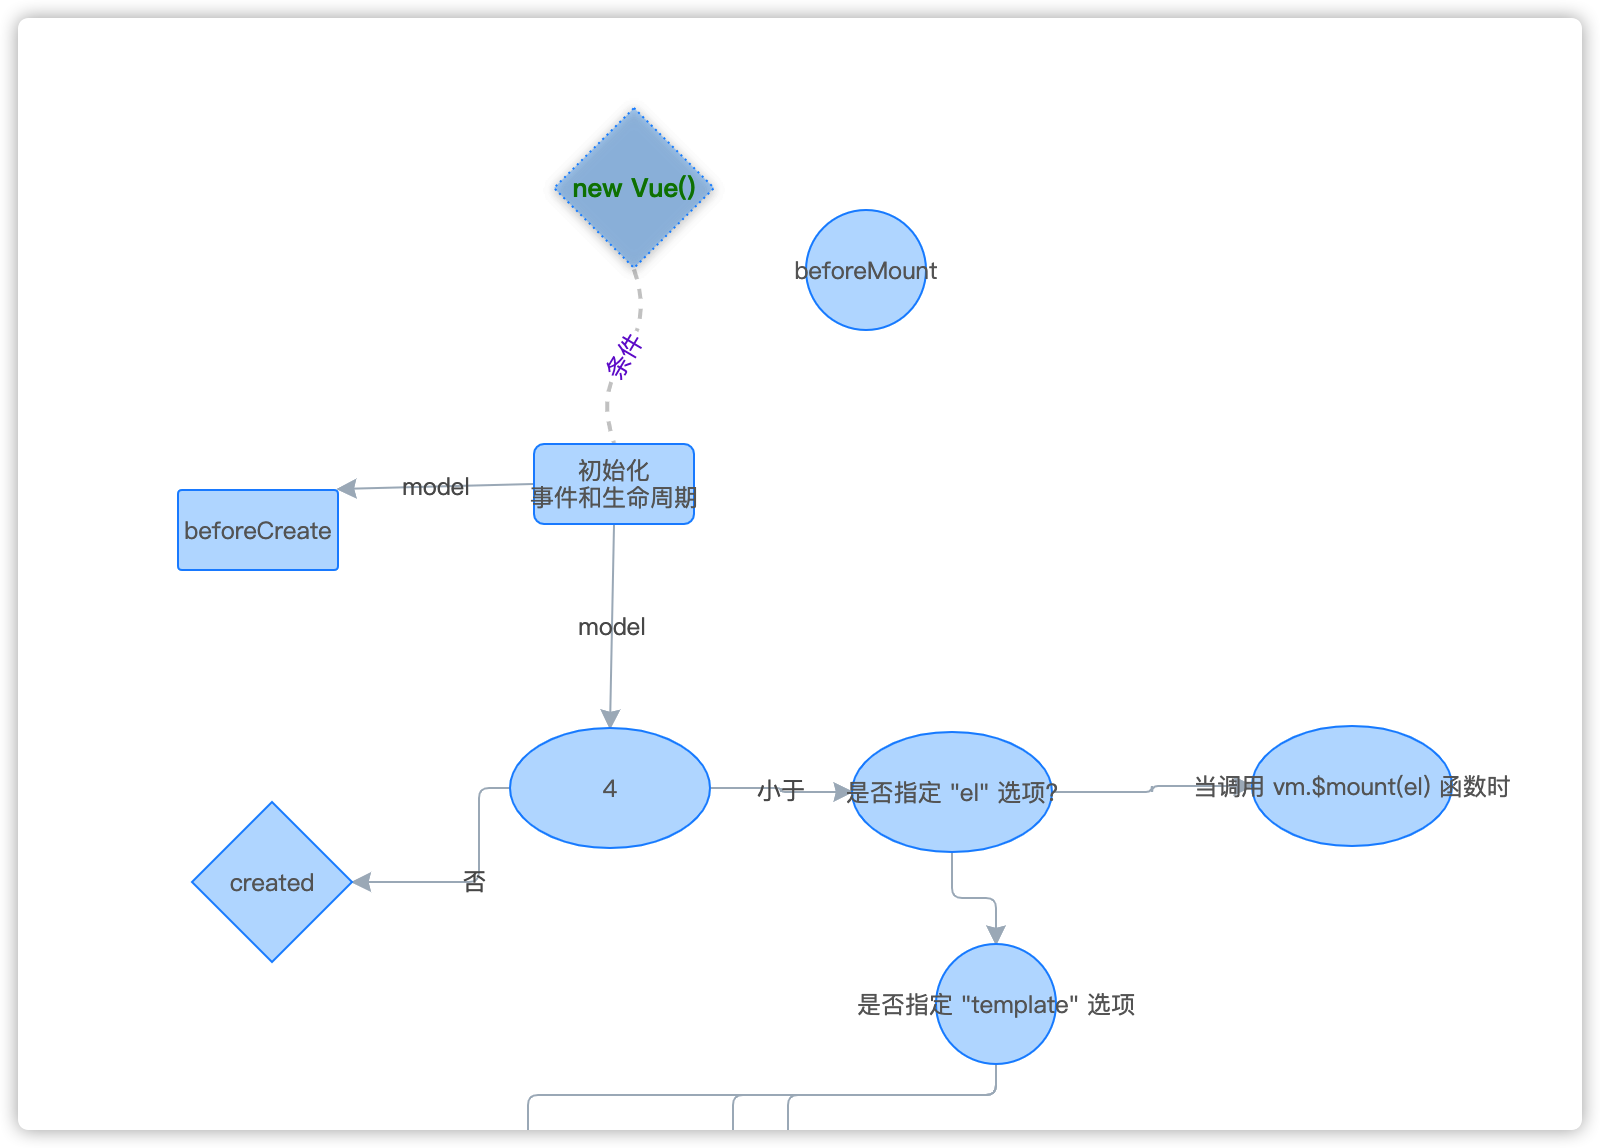 new Vue()
beforeMount
条件
初始化
事件和生命周期
model
beforeCreate
model
4
小于
是否指定 "el" 选项?
当调用 vm.$mount(el) 函数时
created
否
是否指定 "template" 选项